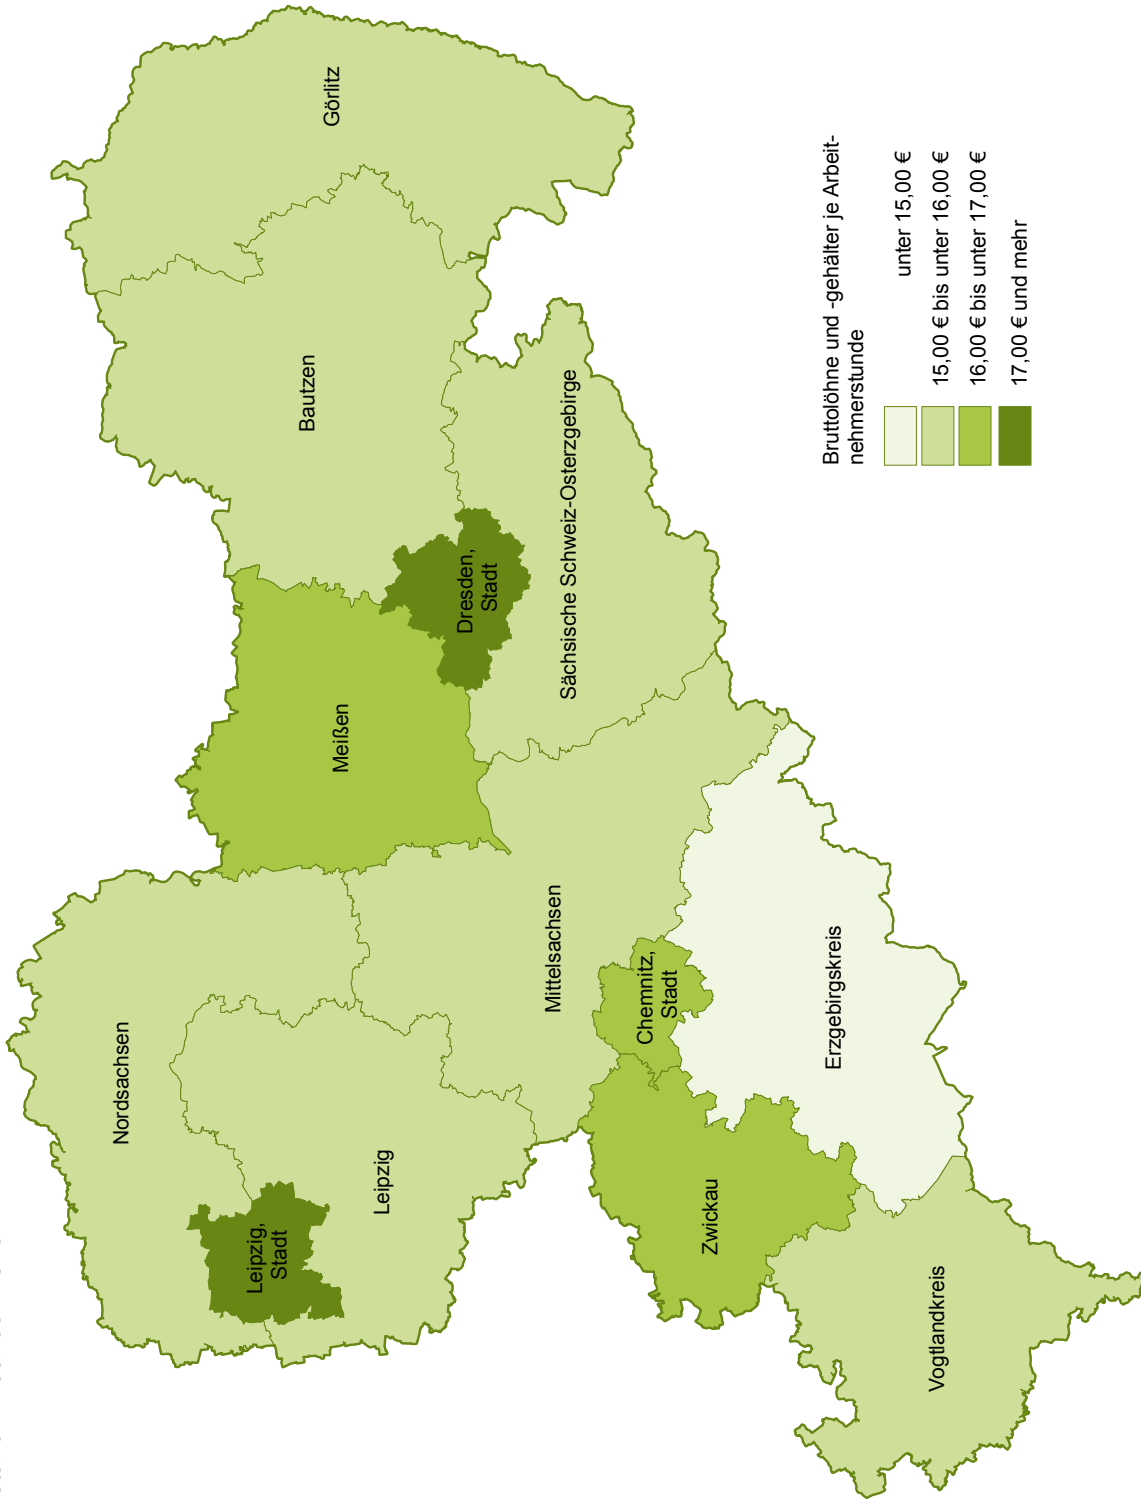 Nordsachsen
Leipzig,
Stadt
Leipzig
Meißen
Bautzen
Görlitz
Dresden,
Stadt
Sächsische Schweiz-Osterzgebirge
Mittelsachsen
Chemnitz,
Stadt
Zwickau
Erzgebirgskreis
Vogtlandkreis
Bruttolöhne und -gehälter je Arbeit-
nehmerstunde
unter 15,00 €
15,00 € bis unter 16,00 €
16,00 € bis unter 17,00 €
17,00 € und mehr